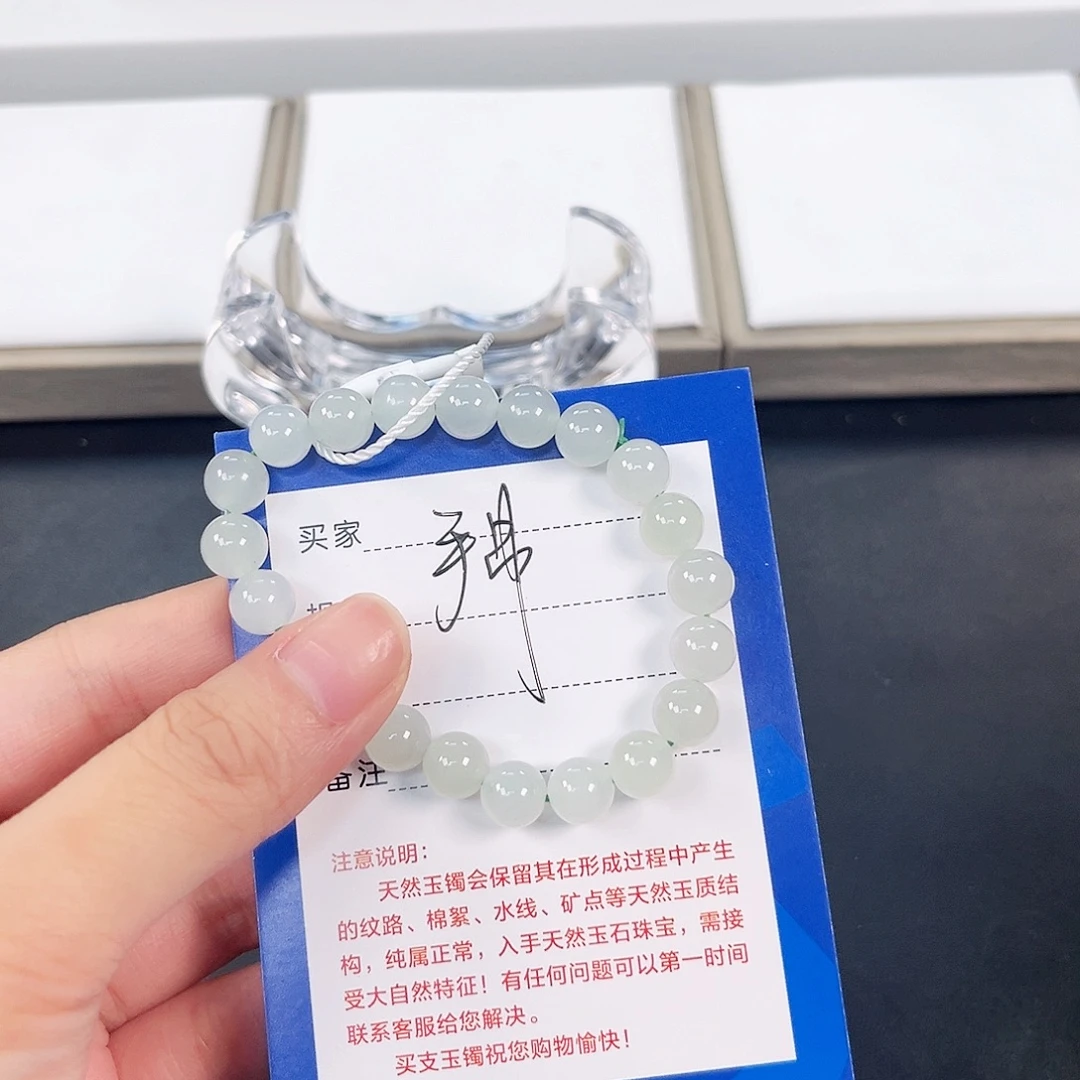 买家
备注
注意说明：
天然玉镯会保留其在形成过程中产生
的纹路、棉絮、水线、矿点等天然玉质结
构，纯属正常，入手天然玉石珠宝，需接
受大自然特征！有任何问题可以第一时间
联系客服给您解决。
买支玉镯祝您购物愉快！